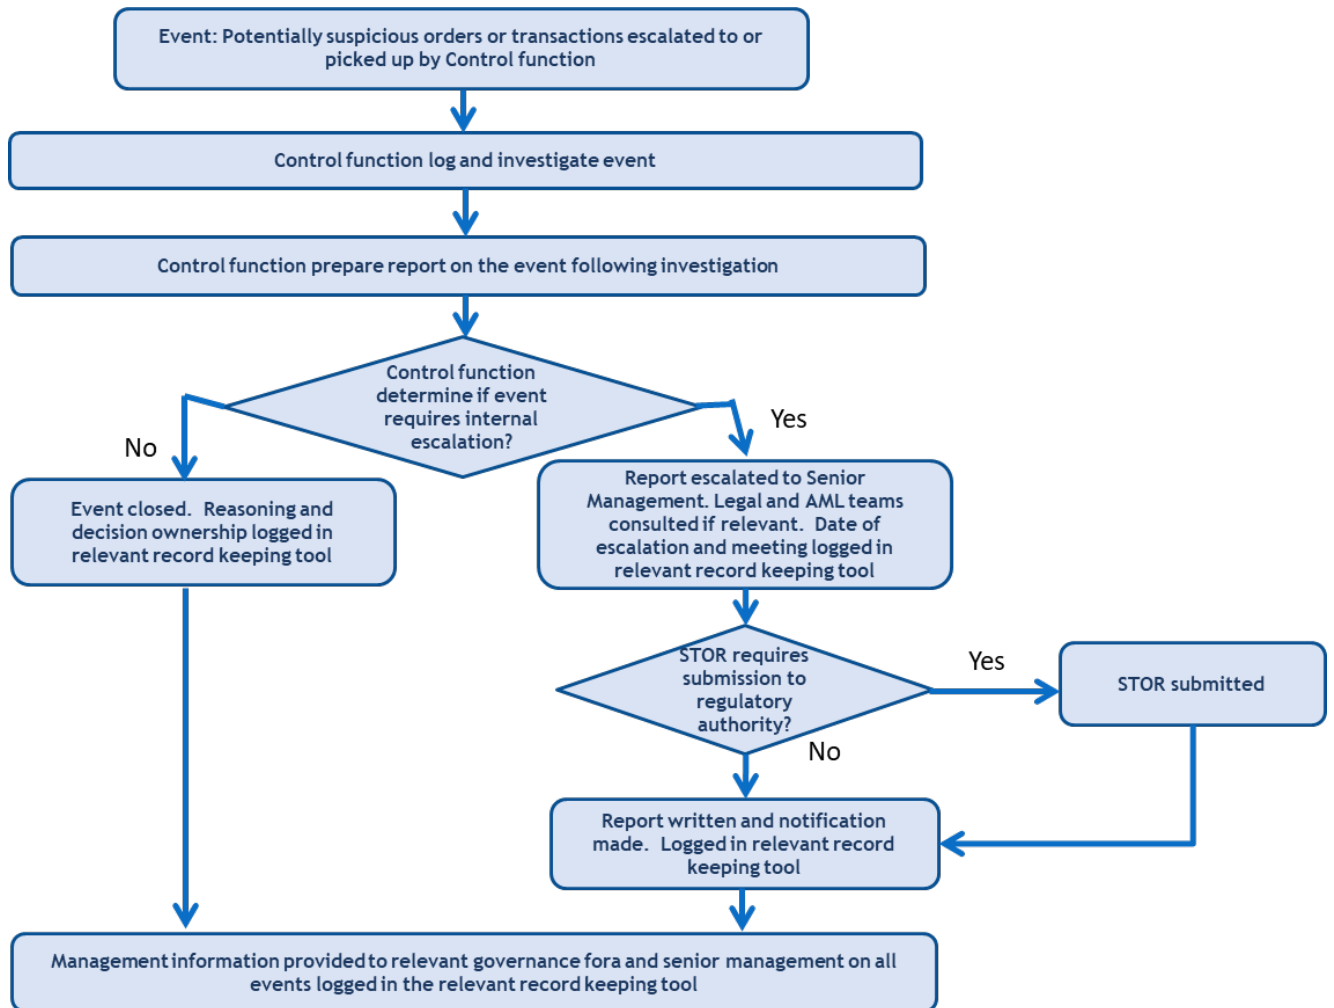 Event: Potentially suspicious orders or transactions escalated to or
picked up by Control function
Control function log and investigate event
Control function prepare report on the event following investigation
Control function
determine if event
requires internal
escalation?
No
Yes
Event closed.  Reasoning and
decision ownership logged in
relevant record keeping tool
Report escalated to Senior
Management. Legal and AML teams
consulted if relevant.  Date of
escalation and meeting logged in
relevant record keeping tool
STOR requires
submission to
regulatory
authority?
Yes
STOR submitted
No
Report written and notification
made.  Logged in relevant record
keeping tool
Management information provided to relevant governance fora and senior management on all
events logged in the relevant record keeping tool